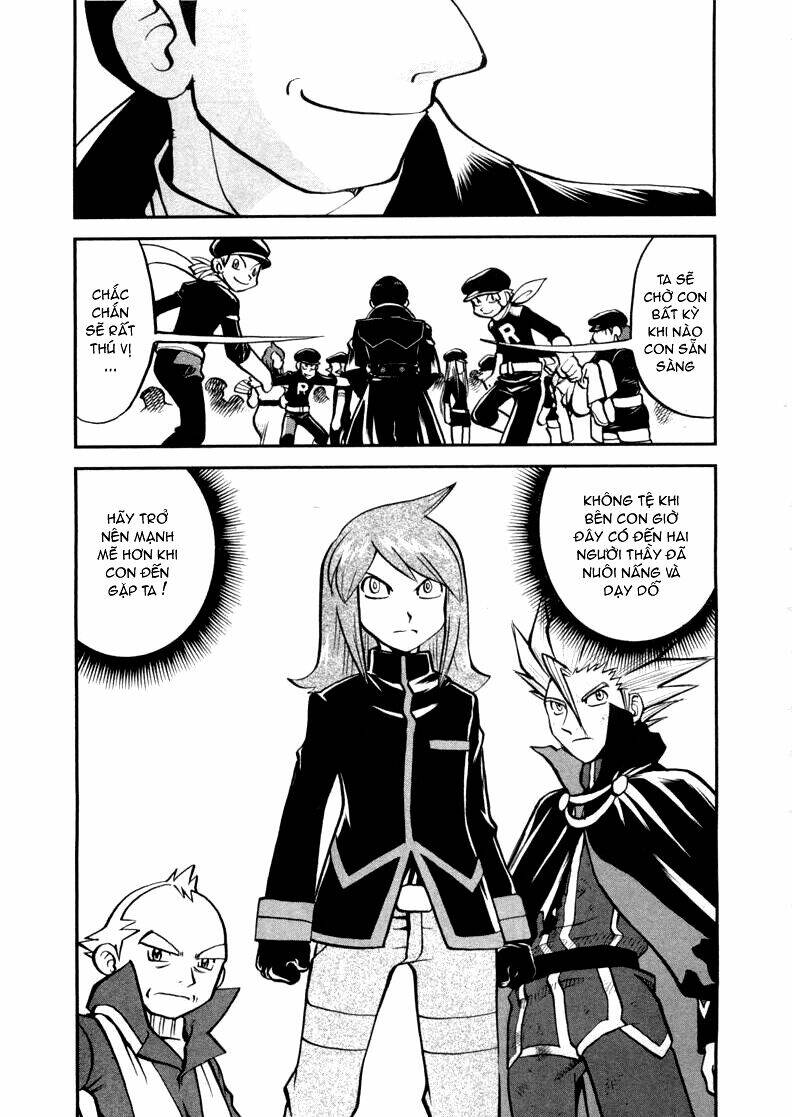 TA SẼ
CHỜ CON
BẤT KỲ
KHI NÀO
CON SẴN
SÀNG
CHẮC
CHẮN
SẼ RẤT
THÚ VỊ
...
R
R
KHÔNG TỆ KHI
BÊN CON GIỜ
ĐÂY CÓ ĐẾN HAI
NGƯỜI THẦY ĐÃ
NUÔI NẤNG VÀ
DẠY DỖ
HÃY TRỞ
NÊN MẠNH
MẼ HƠN KHI
CON ĐẾN
GẶP TA!